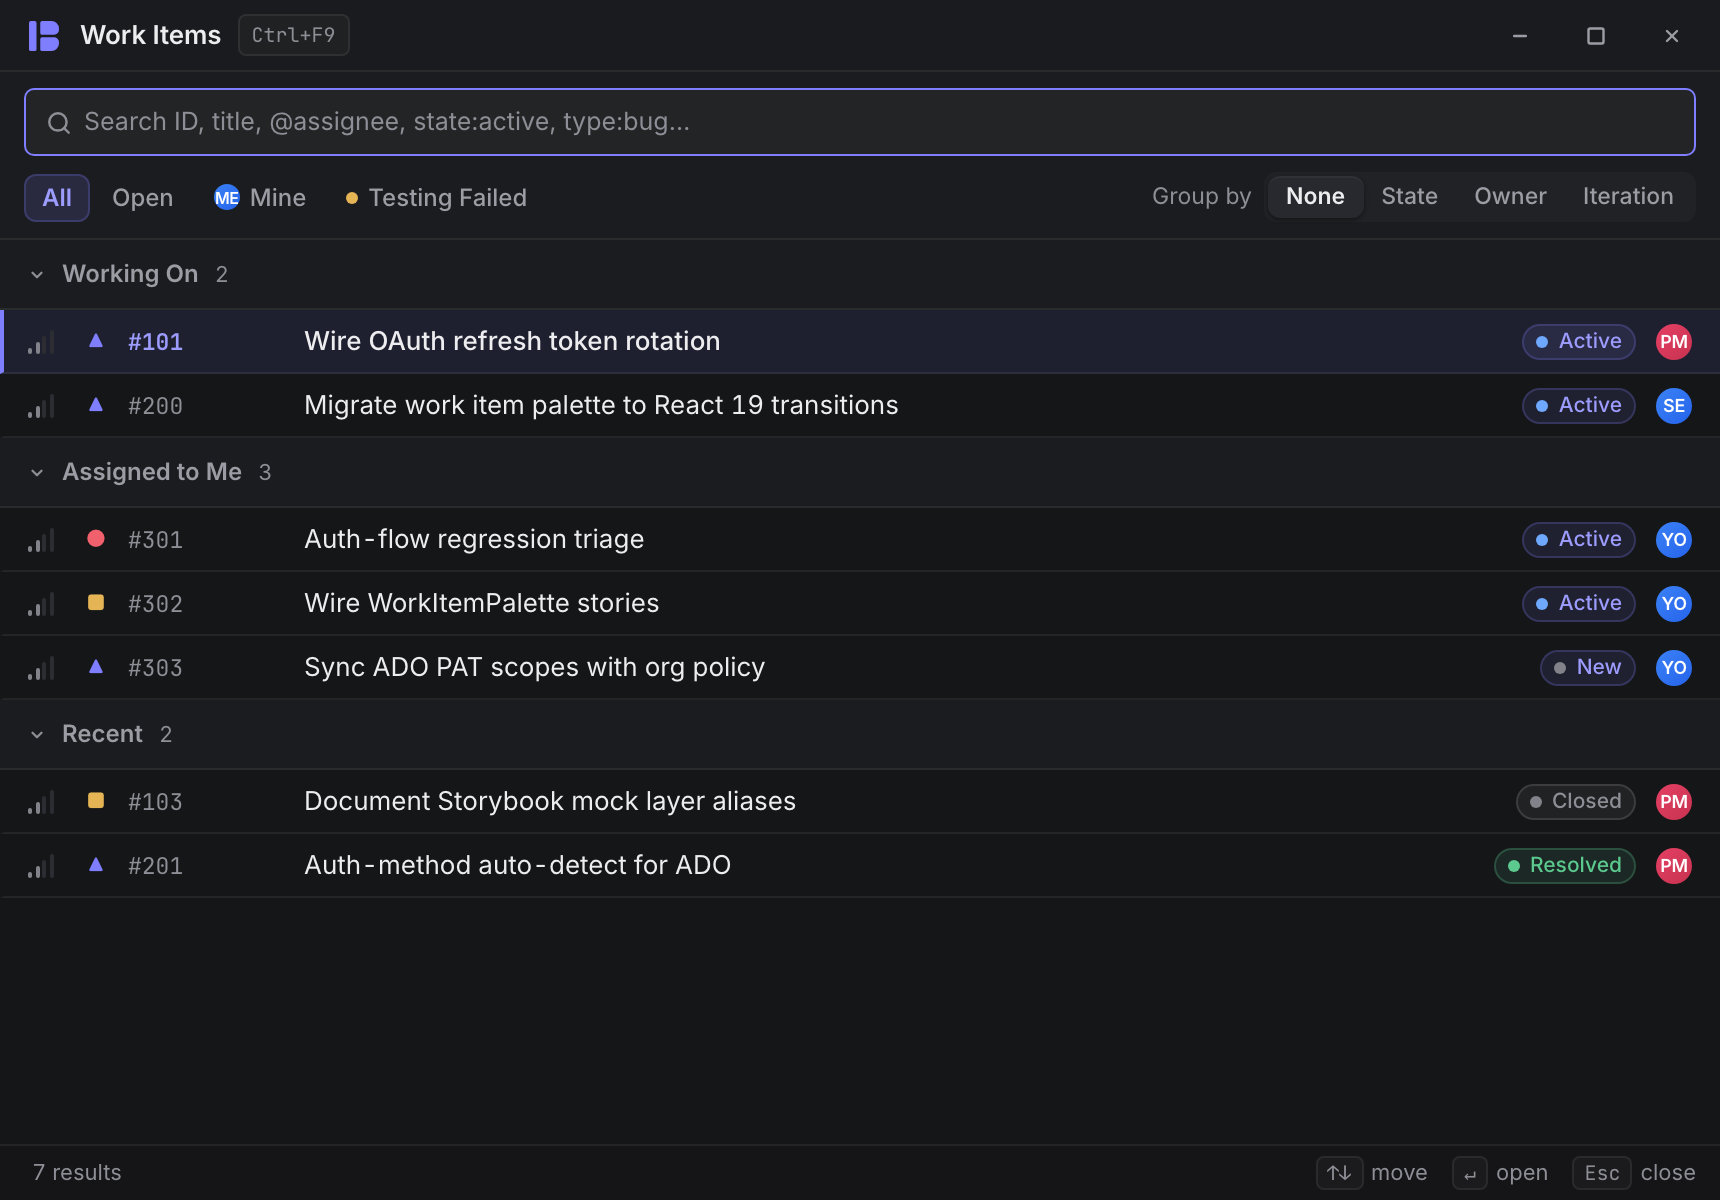 Work Items Ctrl+F9
Search ID, title, @assignee, state:active, type:bug...
All Open ME Mine Testing Failed Group by None State Owner Iteration
Working On 2
#101 Wire OAuth refresh token rotation Active PM
#200 Migrate work item palette to React 19 transitions Active SE
Assigned to Me 3
#301 Auth-flow regression triage Active YO
#302 Wire WorkItemPalette stories Active YO
#303 Sync ADO PAT scopes with org policy New YO
Recent 2
#103 Document Storybook mock layer aliases Closed PM
#201 Auth-method auto-detect for ADO Resolved PM
7 results ↑↓ move ↵ open Esc close